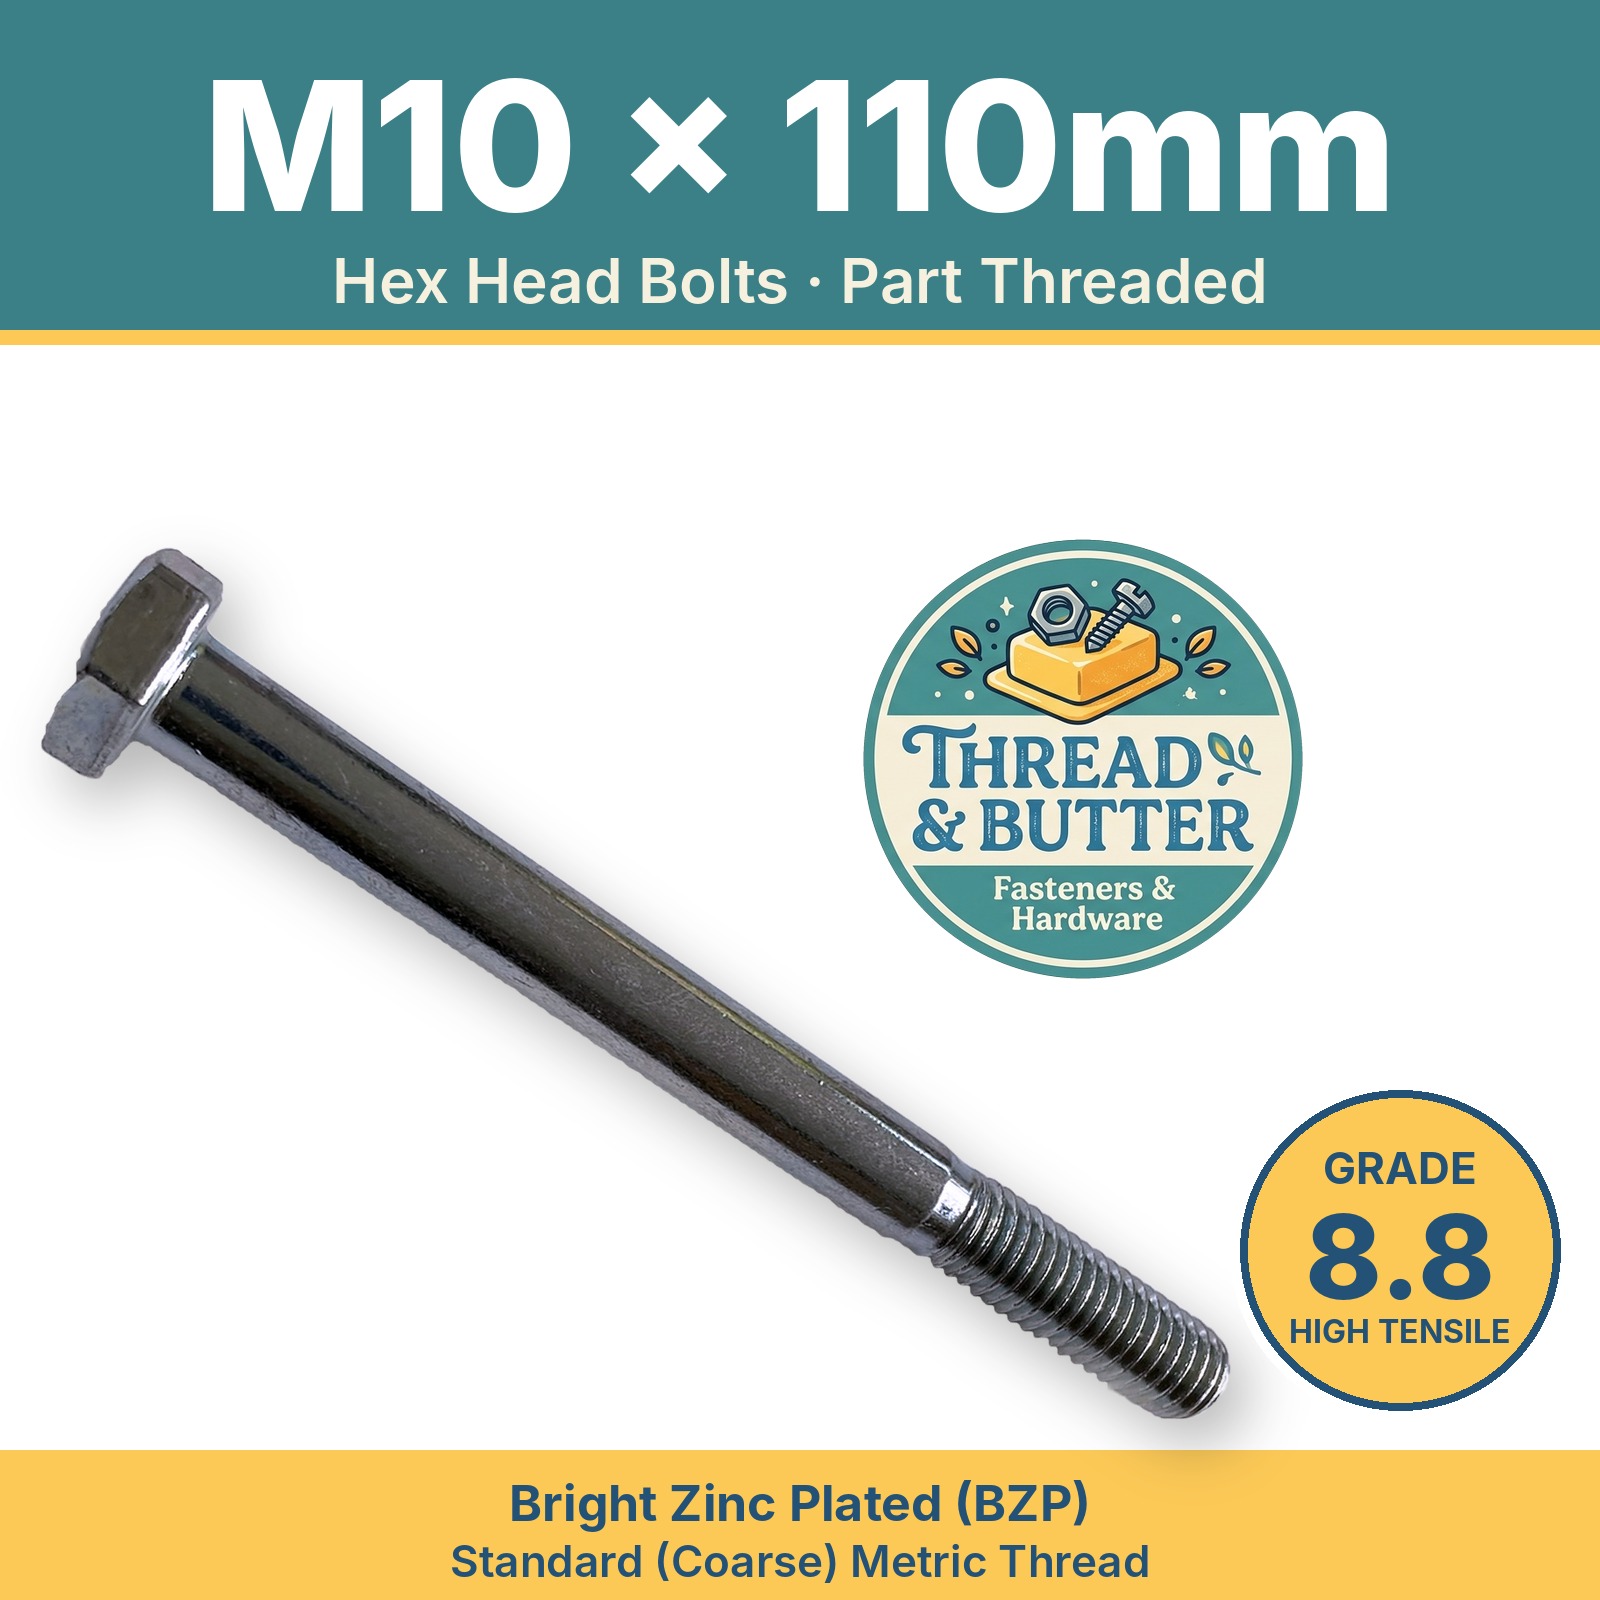 M10 × 110mm
Hex Head Bolts · Part Threaded
THREAD
& BUTTER
Fasteners &
Hardware
GRADE
8.8
HIGH TENSILE
Bright Zinc Plated (BZP)
Standard (Coarse) Metric Thread